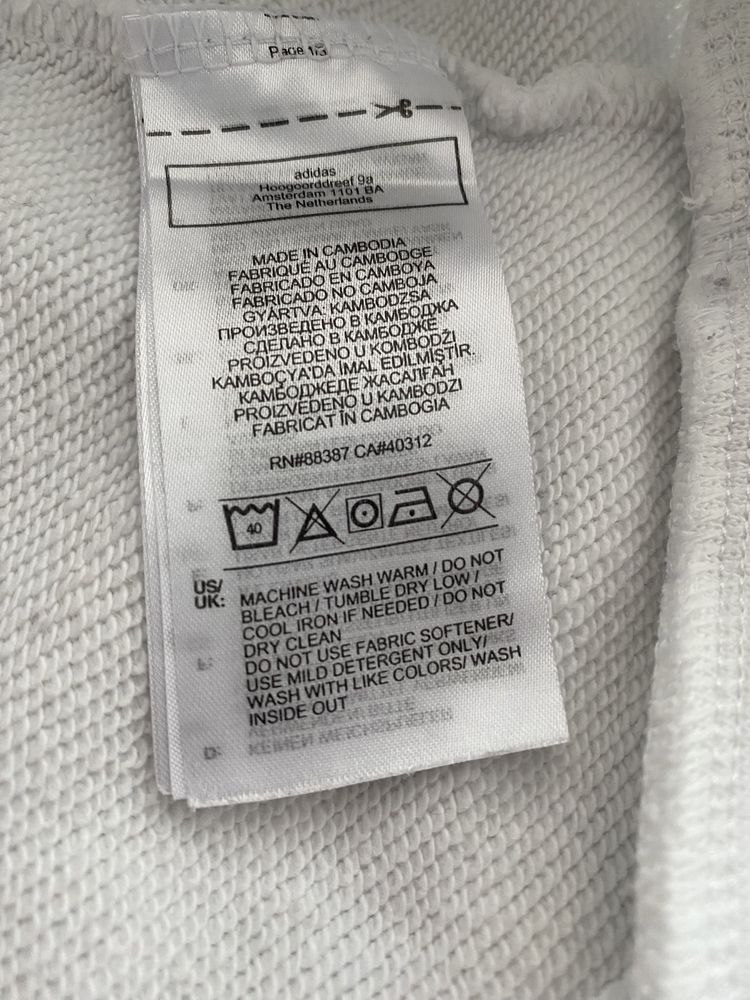 Page 1/3
adidas
Hoogoorddreef 9a
Amsterdam 1101 BA
The Netherlands
MADE IN CAMBODIA
FABRIQUÉ AU CAMBODGE
FABRICADO EN CAMBOYA
FABRICADO NO CAMBOJA
GYÁRTVA: KAMBODZSA
ПРОИЗВЕДЕНО В КАМБОДЖА
СДЕЛАНО В КАМБОДЖЕ
PROIZVEDENO U KOMBODŽI
KAMBOÇYA'DA İMAL EDİLMİŞTİR.
КАМБОДЖЕДЕ ЖАСАЛҒАН
PROIZVEDENO U KAMBODZI
FABRICAT ÎN CAMBOGIA
RN#88387 CA#40312
40
US/
UK:
MACHINE WASH WARM / DO NOT
BLEACH / TUMBLE DRY LOW /
COOL IRON IF NEEDED / DO NOT
DRY CLEAN
DO NOT USE FABRIC SOFTENER/
USE MILD DETERGENT ONLY/
WASH WITH LIKE COLORS/ WASH
INSIDE OUT